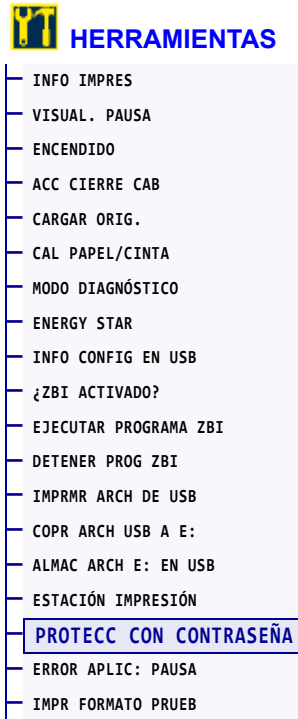 HERRAMIENTAS
INFO IMPRES
VISUAL. PAUSA
ENCENDIDO
ACC CIERRE CAB
CARGAR ORIG.
CAL PAPEL/CINTA
MODO DIAGNÓSTICO
ENERGY STAR
INFO CONFIG EN USB
¿ZBI ACTIVADO?
EJECUTAR PROGRAMA ZBI
DETENER PROG ZBI
IMPRMR ARCH DE USB
COPR ARCH USB A E:
ALMAC ARCH E: EN USB
ESTACIÓN IMPRESIÓN
PROTECC CON CONTRASEÑA
ERROR APLIC: PAUSA
IMPR FORMATO PRUEB